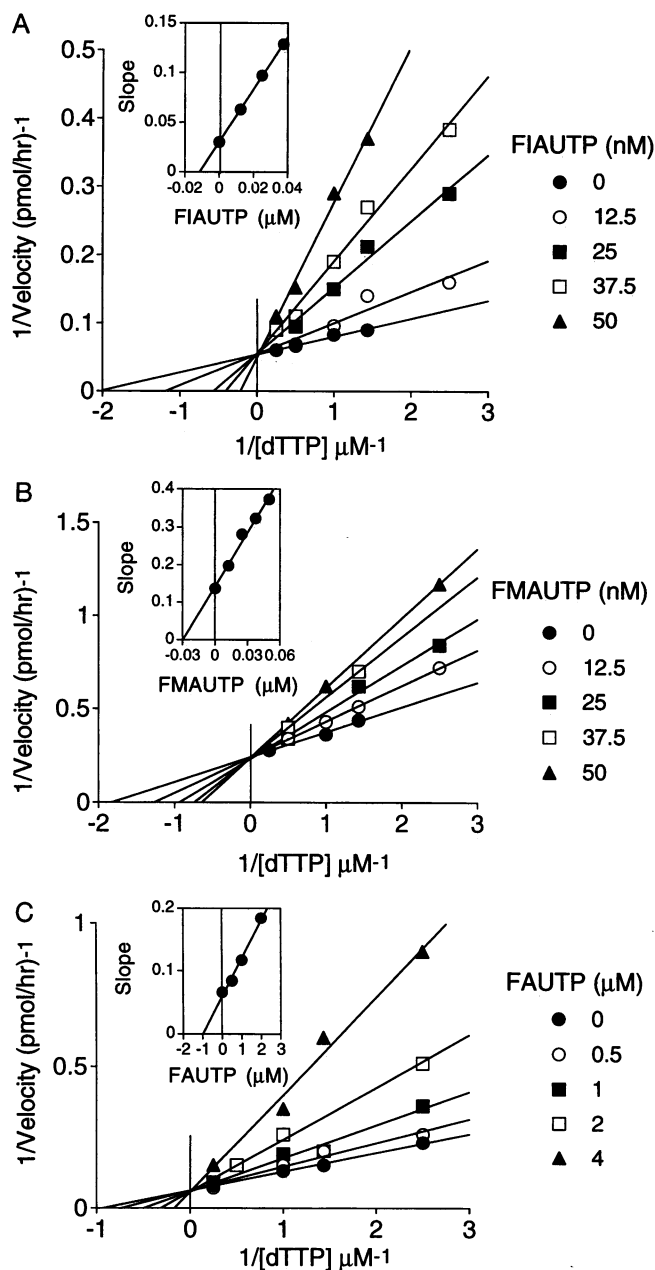 A
0.15
0.1
0.05
0
Slope
-0.02 0 0.02 0.04
FIAUTP (μM)
0.5
0.4
0.3
0.2
0.1
0
1/Velocity (pmol/hr)-1
-2 -1 0 1 2 3
1/[dTTP] μM-1
FIAUTP (nM)
0
12.5
25
37.5
50
B
0.4
0.3
0.2
0.1
0
Slope
-0.03 0 0.03 0.06
FMAUTP (μM)
1.5
1
0.5
0
1/Velocity (pmol/hr)-1
-2 -1 0 1 2 3
1/[dTTP] μM-1
FMAUTP (nM)
0
12.5
25
37.5
50
C
0.2
0.1
0
Slope
-2 -1 0 1 2 3
FAUTP (μM)
1
0.5
0
1/Velocity (pmol/hr)-1
-1 0 1 2 3
1/[dTTP] μM-1
FAUTP (μM)
0
0.5
1
2
4